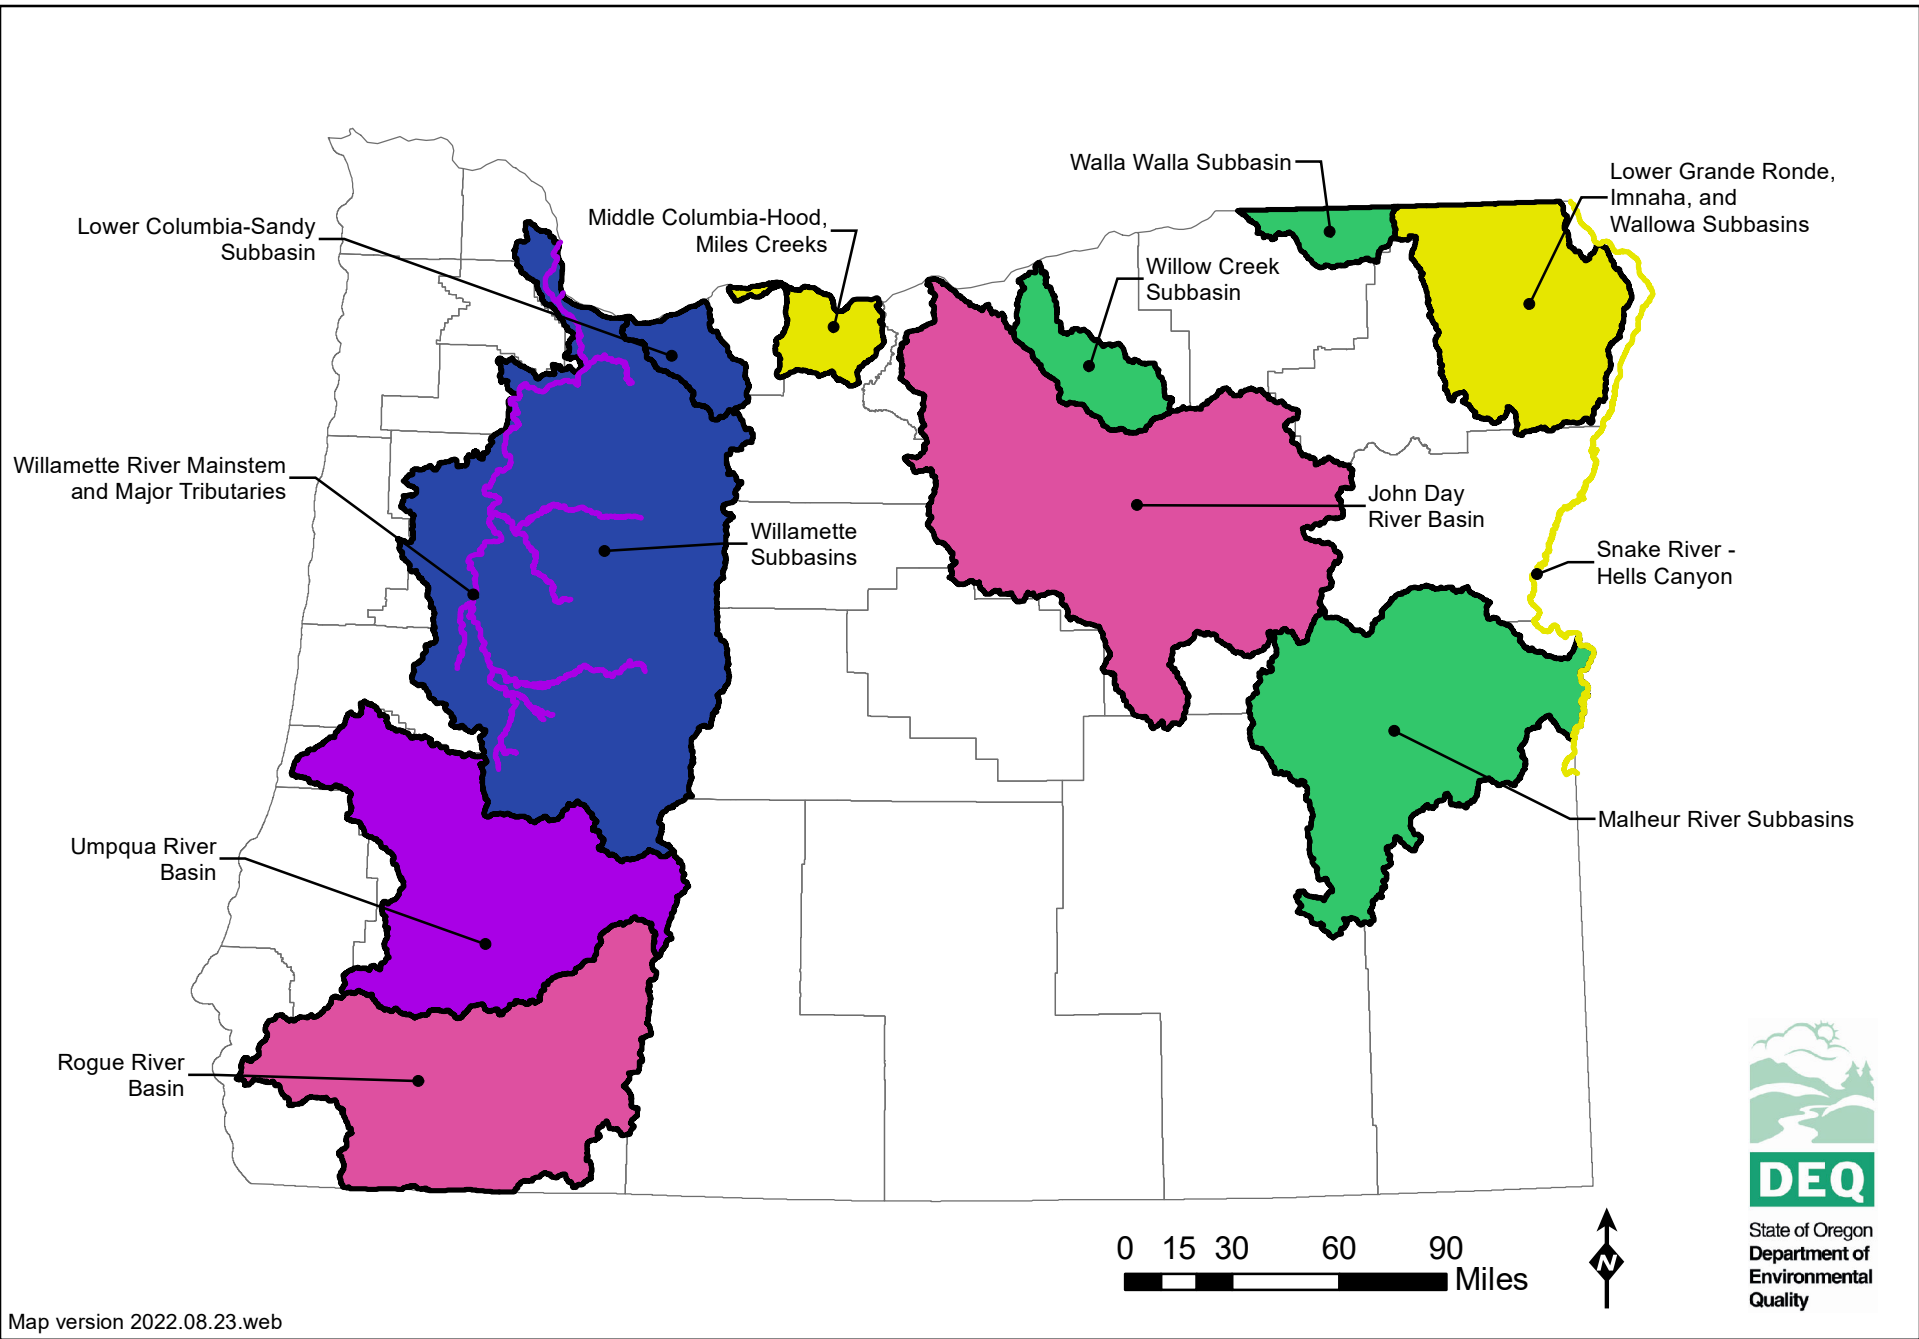 Walla Walla Subbasin
Lower Grande Ronde,
Imnaha, and
Wallowa Subbasins
Lower Columbia-Sandy
Subbasin
Middle Columbia-Hood,
Miles Creeks
Willow Creek
Subbasin
Willamette River Mainstem
and Major Tributaries
Willamette
Subbasins
John Day
River Basin
Snake River -
Hells Canyon
Malheur River Subbasins
Umpqua River
Basin
Rogue River
Basin
0 15 30 60 90
Miles
N
DEQ
State of Oregon
Department of
Environmental
Quality
Map version 2022.08.23.web